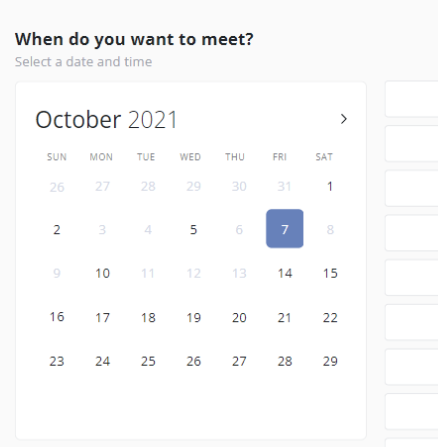 When do you want to meet?
Select a date and time
October 2021
SUN MON TUE WED THU FRI SAT
26 27 28 29 30 31 1
2 3 4 5 6 7 8
9 10 11 12 13 14 15
16 17 18 19 20 21 22
23 24 25 26 27 28 29